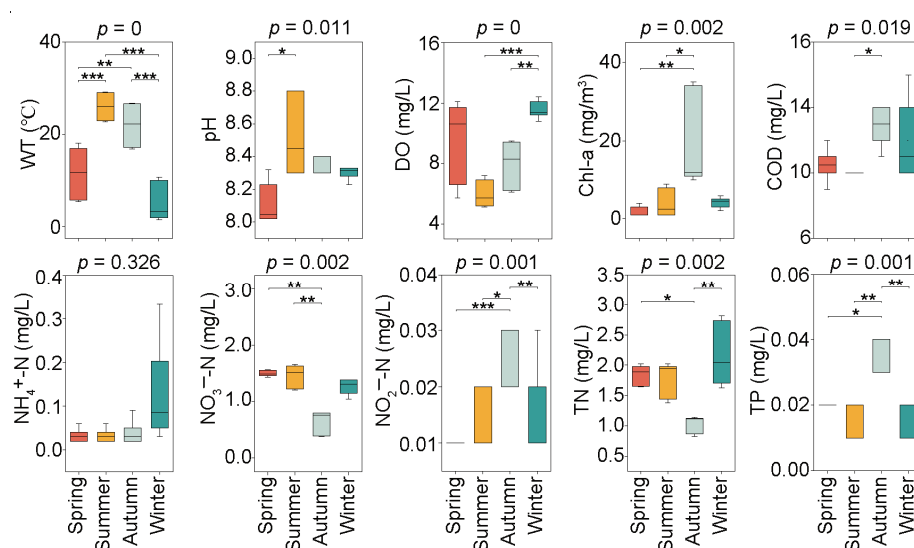 p = 0
p = 0.011
p = 0
p = 0.002
p = 0.019
WT (℃)
40
20
0
***
**
***
***
pH
9.0
8.8
8.6
8.4
8.2
8.0
*
DO (mg/L)
16
12
8
4
***
**
Chl-a (mg/m³)
40
20
0
*
**
COD (mg/L)
16
14
12
10
8
6
*
p = 0.326
p = 0.002
p = 0.001
p = 0.002
p = 0.001
NH₄⁺-N (mg/L)
0.4
0.3
0.2
0.1
0.0
NO₃⁻-N (mg/L)
3.0
2.0
1.0
0.0
**
**
NO₂⁻-N (mg/L)
0.04
0.03
0.02
0.01
**
*
***
TN (mg/L)
3.5
3.0
2.5
2.0
1.5
1.0
0.5
**
*
TP (mg/L)
0.06
0.04
0.02
0.00
**
**
*
Spring
Summer
Autumn
Winter
Spring
Summer
Autumn
Winter
Spring
Summer
Autumn
Winter
Spring
Summer
Autumn
Winter
Spring
Summer
Autumn
Winter